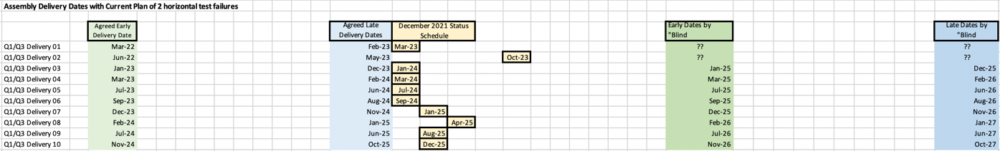 Assembly Delivery Dates with Current Plan of 2 horizontal test failures
Agreed Early Delivery Date Agreed Late Delivery Dates December 2021 Status Schedule Early Dates by "Blind Late Dates by "Blind
Q1/Q3 Delivery 01 Mar-22 Feb-23 Mar-23 ?? ??
Q1/Q3 Delivery 02 Jun-22 May-23 Oct-23 ?? ??
Q1/Q3 Delivery 03 Jan-23 Dec-23 Jan-24 Jan-25 Dec-25
Q1/Q3 Delivery 04 Mar-23 Feb-24 Mar-24 Mar-25 Feb-26
Q1/Q3 Delivery 05 Jul-23 Jun-24 Jul-24 Jul-25 Jun-26
Q1/Q3 Delivery 06 Sep-23 Aug-24 Sep-24 Sep-25 Aug-26
Q1/Q3 Delivery 07 Dec-23 Nov-24 Jan-25 Dec-25 Nov-26
Q1/Q3 Delivery 08 Feb-24 Jan-25 Apr-25 Feb-26 Jan-27
Q1/Q3 Delivery 09 Jul-24 Jun-25 Aug-25 Jul-26 Jun-27
Q1/Q3 Delivery 10 Nov-24 Oct-25 Dec-25 Nov-26 Oct-27